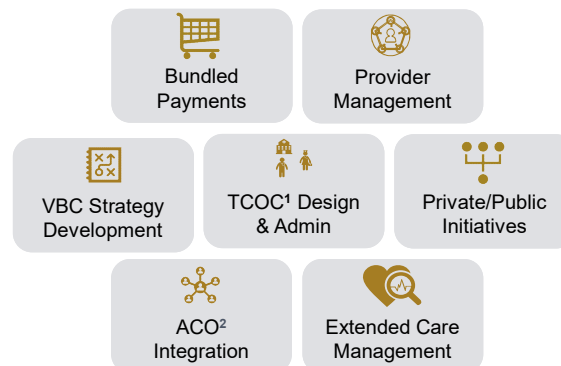 Bundled
Payments
Provider
Management
VBC Strategy
Development
TCOC¹ Design
& Admin
Private/Public
Initiatives
ACO²
Integration
Extended Care
Management